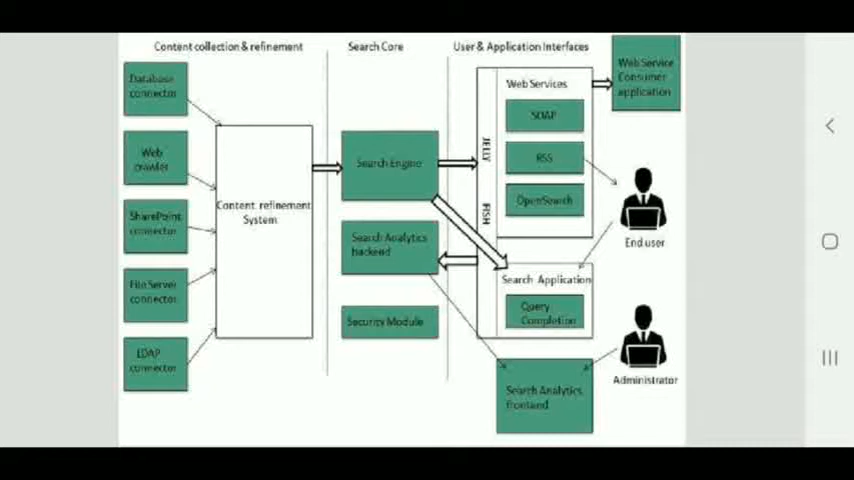 Content collection & refinement
Search Core
User & Application Interfaces
Database
connector
Web
crawler
SharePoint
connector
File Server
connector
LDAP
connector
Content refinement
System
Search Engine
Search Analytics
backend
Security Module
JELLY
FISH
Web Services
SOAP
RSS
OpenSearch
Search Application
Query
Completion
Search Analytics
frontend
Web Service
Consumer
application
End user
Administrator